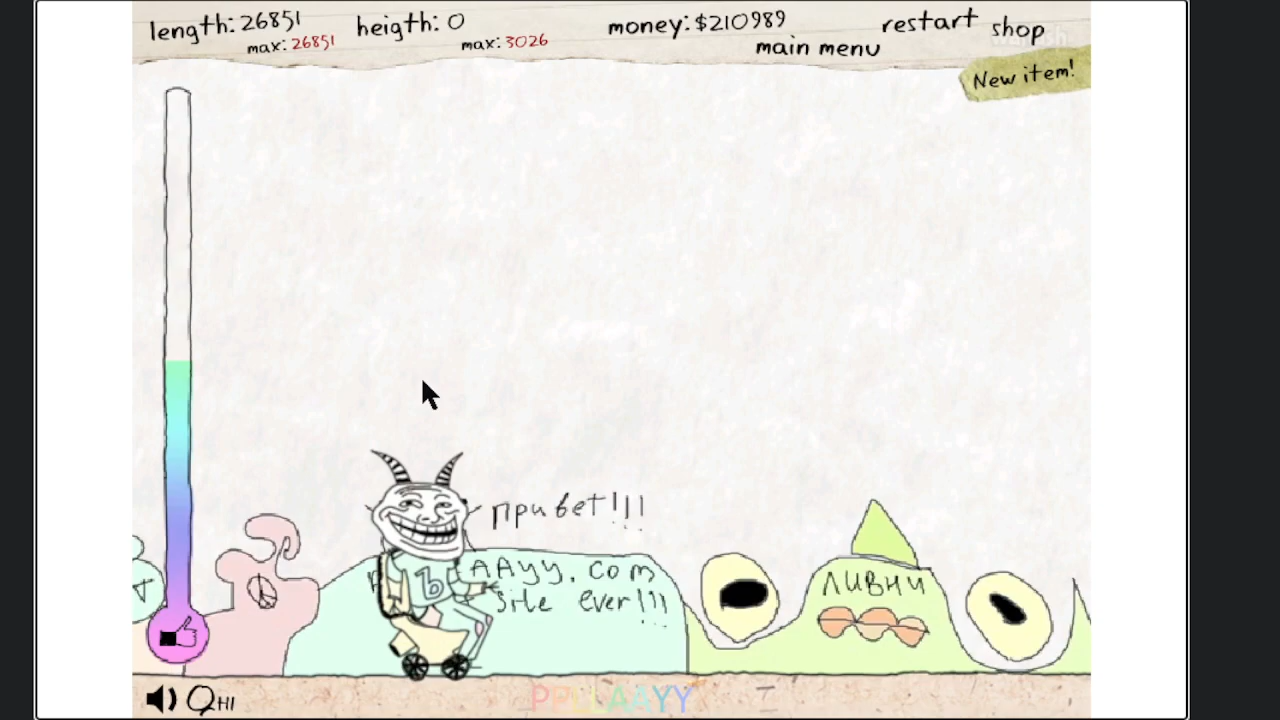 length: 26851 heigth: 0 money: $210989 restart shop
max: 26851 max: 3026 main menu
New item!
привет!!!
AAyy.com
site ever!!!
ЛИВНИ
Ъ
QHI
PPLLAAYY